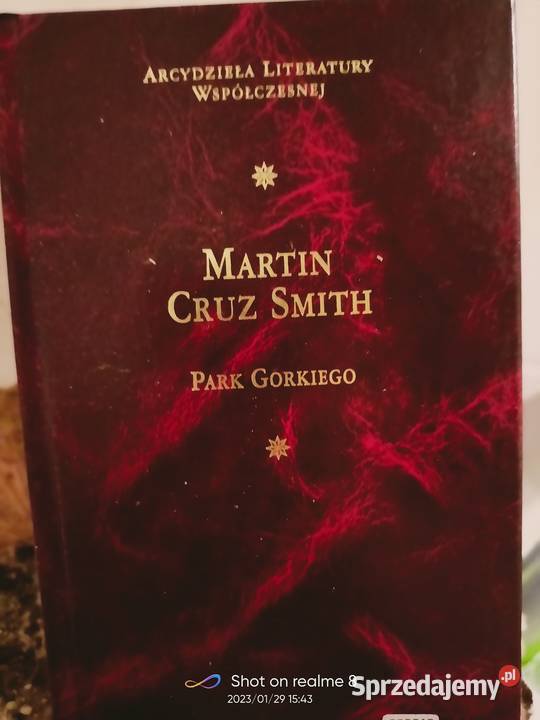 Arcydzieła Literatury
Współczesnej
Martin
Cruz Smith
Park Gorkiego
Shot on realme 8
2023/01/29 15:43
Sprzedajemy.pl